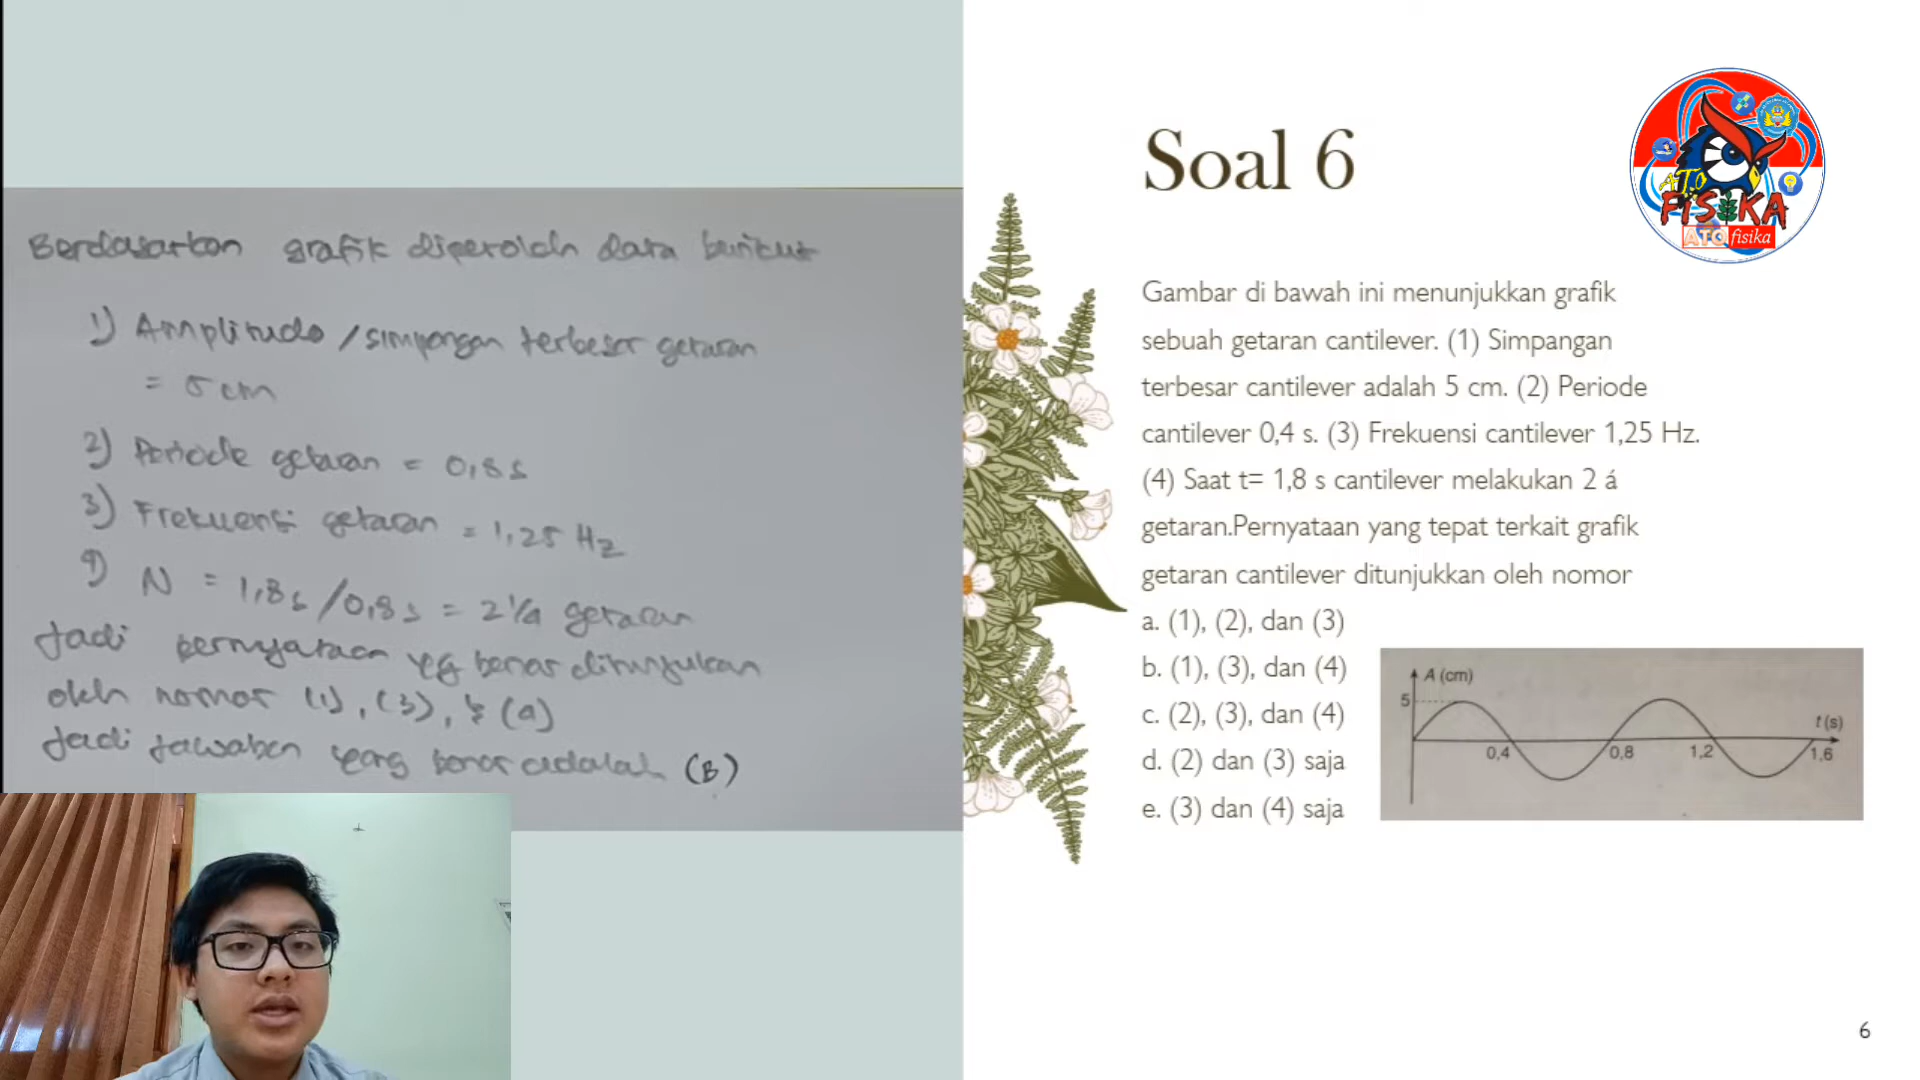 Berdasarkan grafik diperoleh data berikut
1) Amplitudo / simpangan terbesar getaran
= 5 cm
2) Periode getaran = 0,8 s
3) Frekuensi getaran = 1,25 Hz
4) N = 1,8 s / 0,8 s = 2 1/4 getaran
Jadi pernyataan yg benar ditunjukan
oleh nomor (1), (3), & (4)
Jadi jawaban yang benar adalah (B)
Soal 6
ATO
FISIKA
ATO fisika
Gambar di bawah ini menunjukkan grafik
sebuah getaran cantilever. (1) Simpangan
terbesar cantilever adalah 5 cm. (2) Periode
cantilever 0,4 s. (3) Frekuensi cantilever 1,25 Hz.
(4) Saat t= 1,8 s cantilever melakukan 2 á
getaran.Pernyataan yang tepat terkait grafik
getaran cantilever ditunjukkan oleh nomor
a. (1), (2), dan (3)
b. (1), (3), dan (4)
c. (2), (3), dan (4)
d. (2) dan (3) saja
e. (3) dan (4) saja
A (cm)
5
t (s)
0,4 0,8 1,2 1,6
6